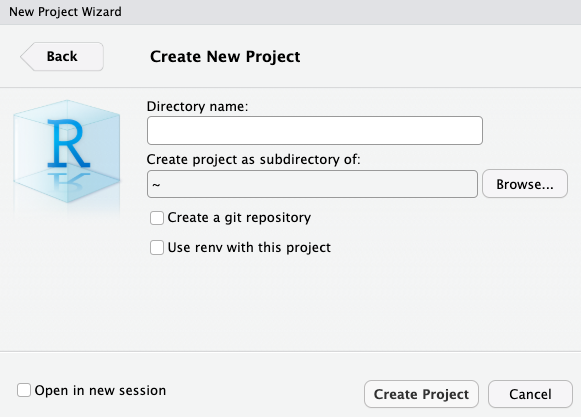 New Project Wizard
Back
Create New Project
R
Directory name:
Create project as subdirectory of:
~
Browse...
Create a git repository
Use renv with this project
Open in new session
Create Project
Cancel